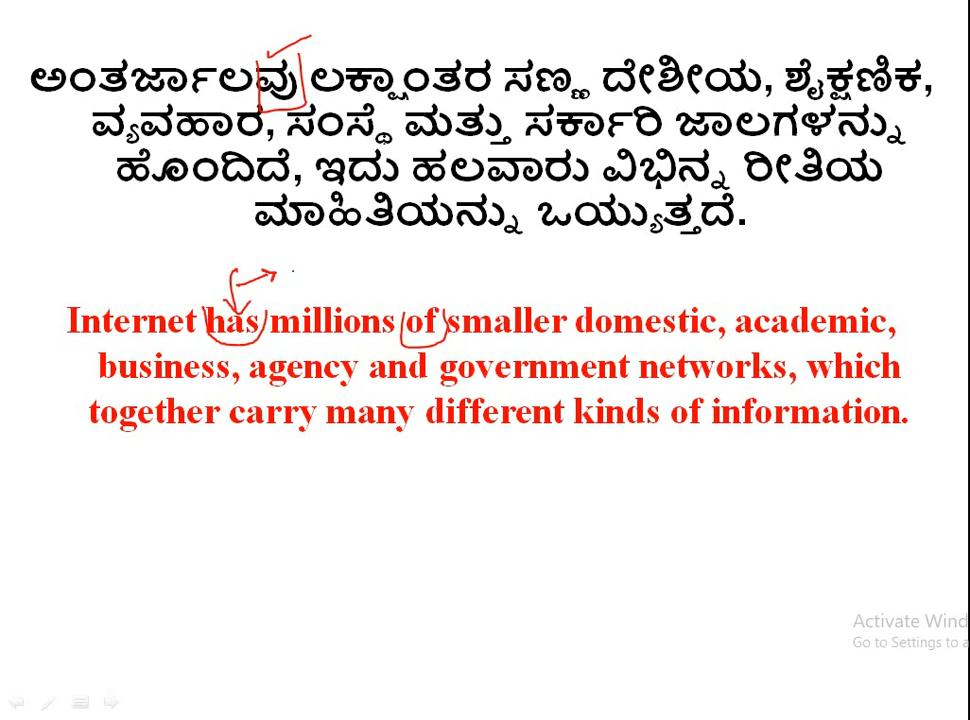 ಅಂತರ್ಜಾಲವು ಲಕ್ಷಾಂತರ ಸಣ್ಣ ದೇಶೀಯ, ಶೈಕ್ಷಣಿಕ,
ವ್ಯವಹಾರ, ಸಂಸ್ಥೆ ಮತ್ತು ಸರ್ಕಾರಿ ಜಾಲಗಳನ್ನು
ಹೊಂದಿದೆ, ಇದು ಹಲವಾರು ವಿಭಿನ್ನ ರೀತಿಯ
ಮಾಹಿತಿಯನ್ನು ಒಯ್ಯುತ್ತದೆ.
Internet has millions of smaller domestic, academic,
business, agency and government networks, which
together carry many different kinds of information.
Activate Wind
Go to Settings to a